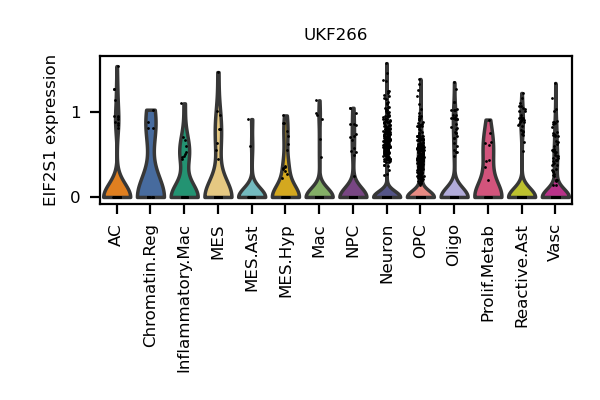 UKF266
EIF2S1 expression
1
0
AC
Chromatin.Reg
Inflammatory.Mac
MES
MES.Ast
MES.Hyp
Mac
NPC
Neuron
OPC
Oligo
Prolif.Metab
Reactive.Ast
Vasc